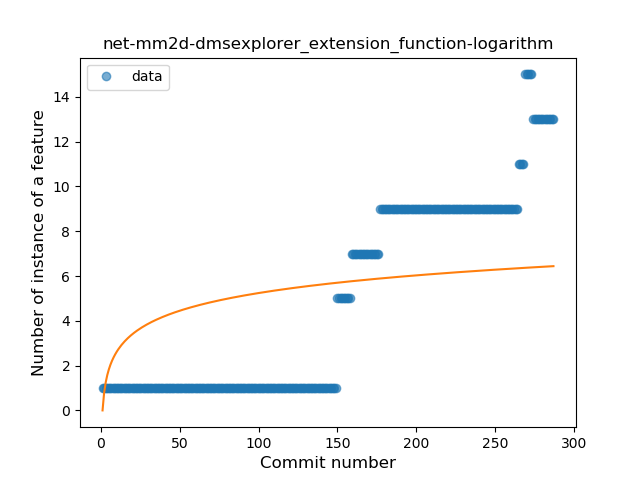 net-mm2d-dmsexplorer_extension_function-logarithm
data
Number of instance of a feature
14
12
10
8
6
4
2
0
0 50 100 150 200 250 300
Commit number